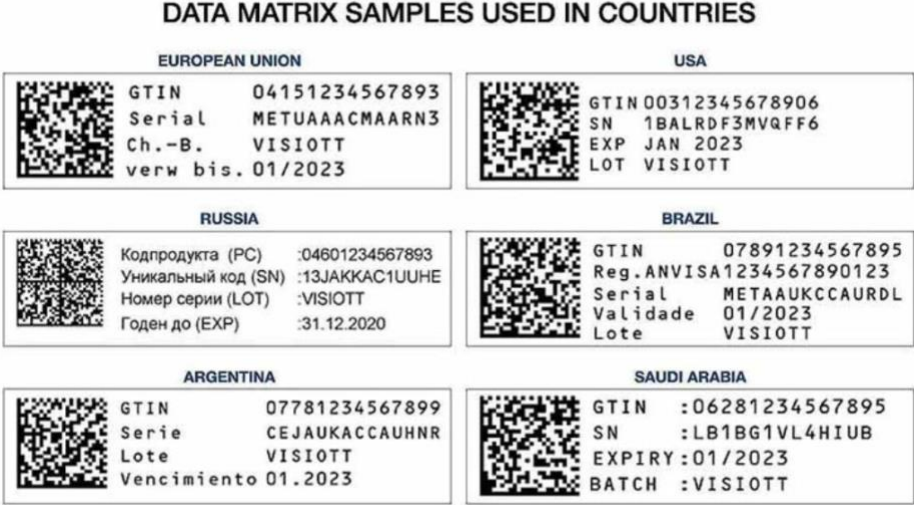 DATA MATRIX SAMPLES USED IN COUNTRIES
EUROPEAN UNION
GTIN 04151234567893
Serial METUAAACMAARN3
Ch.-B. VISIOTT
verw bis. 01/2023
USA
GTIN 00312345678906
SN 1BALRDF3MVQFF6
EXP JAN 2023
LOT VISIOTT
RUSSIA
Кодпродукта (PC) :04601234567893
Уникальный код (SN) :13JAKKAC1UUHE
Номер серии (LOT) :VISIOTT
Годен до (EXP) :31.12.2020
BRAZIL
GTIN 07891234567895
Reg.ANVISA1234567890123
Serial METAAUKCCAURDL
Validade 01/2023
Lote VISIOTT
ARGENTINA
GTIN 07781234567899
Serie CEJAUKACCAUHNR
Lote VISIOTT
Vencimiento 01.2023
SAUDI ARABIA
GTIN :06281234567895
SN :LB1BG1VL4HIUB
EXPIRY:01/2023
BATCH :VISIOTT